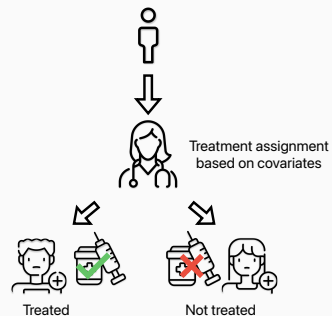 Treatment assignment
based on covariates
Treated
Not treated